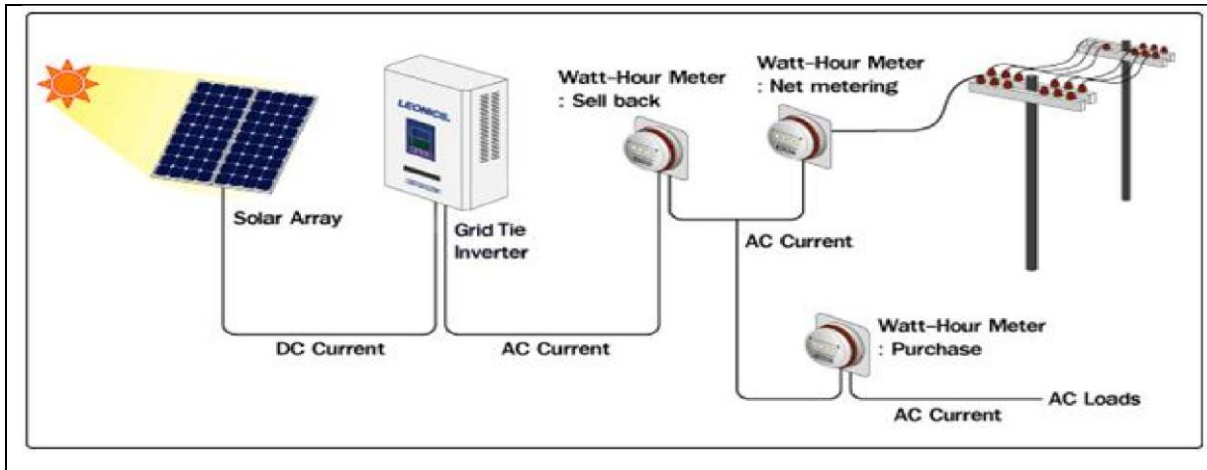 Watt-Hour Meter
: Sell back
Watt-Hour Meter
: Net metering
LEONICS.
Solar Array
Grid Tie
Inverter
AC Current
DC Current
AC Current
Watt-Hour Meter
: Purchase
AC Loads
AC Current